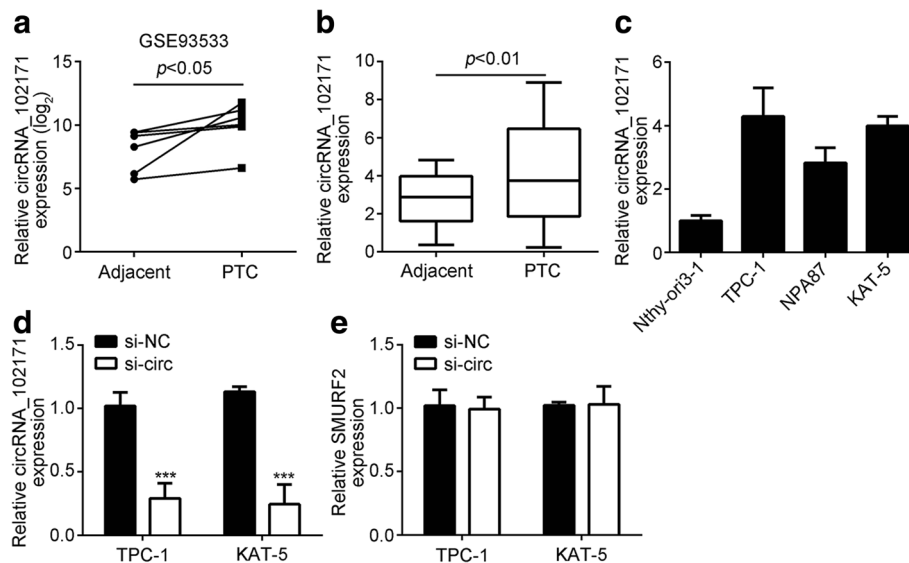 a
GSE93533
p<0.05
Relative circRNA_102171
expression (log2)
15
10
5
0
Adjacent
PTC
b
p<0.01
Relative circRNA_102171
expression
10
8
6
4
2
0
Adjacent
PTC
c
Relative circRNA_102171
expression
6
4
2
0
Nthy-ori3-1
TPC-1
NPA87
KAT-5
d
si-NC
si-circ
Relative circRNA_102171
expression
1.5
1.0
0.5
0.0
***
***
TPC-1
KAT-5
e
si-NC
si-circ
Relative SMURF2
expression
1.5
1.0
0.5
0.0
TPC-1
KAT-5